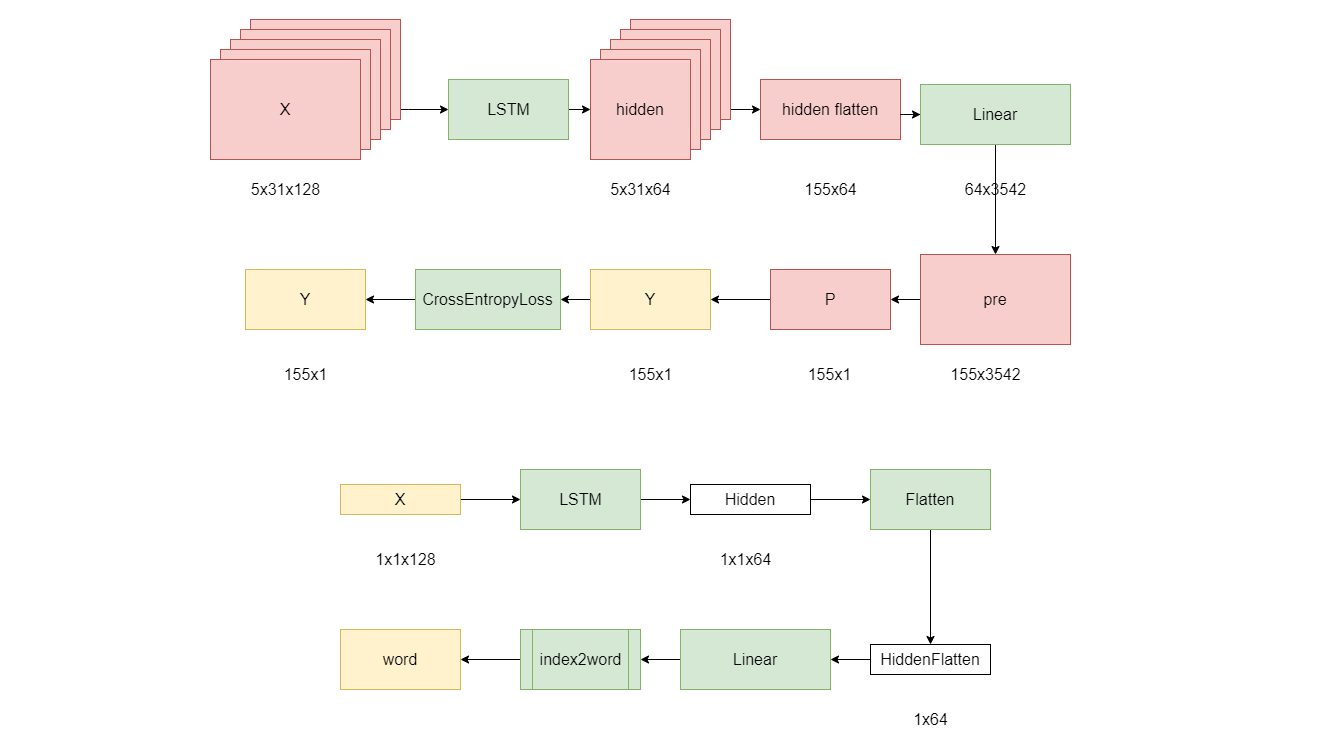 X
LSTM
hidden
hidden flatten
Linear
5x31x128
5x31x64
155x64
64x3542
Y
CrossEntropyLoss
Y
P
pre
155x1
155x1
155x1
155x3542
X
LSTM
Hidden
Flatten
1x1x128
1x1x64
word
index2word
Linear
HiddenFlatten
1x64